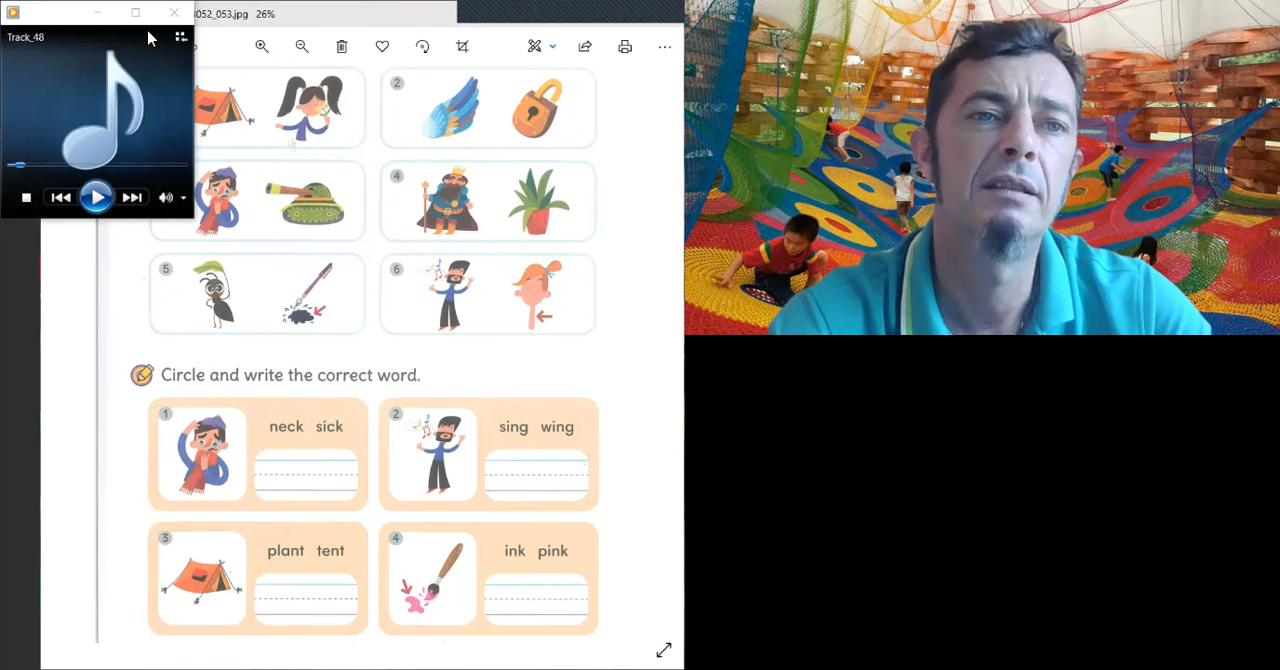 052_053.jpg 26%
Track_48
2
4
5
6
Circle and write the correct word.
1
neck sick
2
sing wing
3
plant tent
4
ink pink